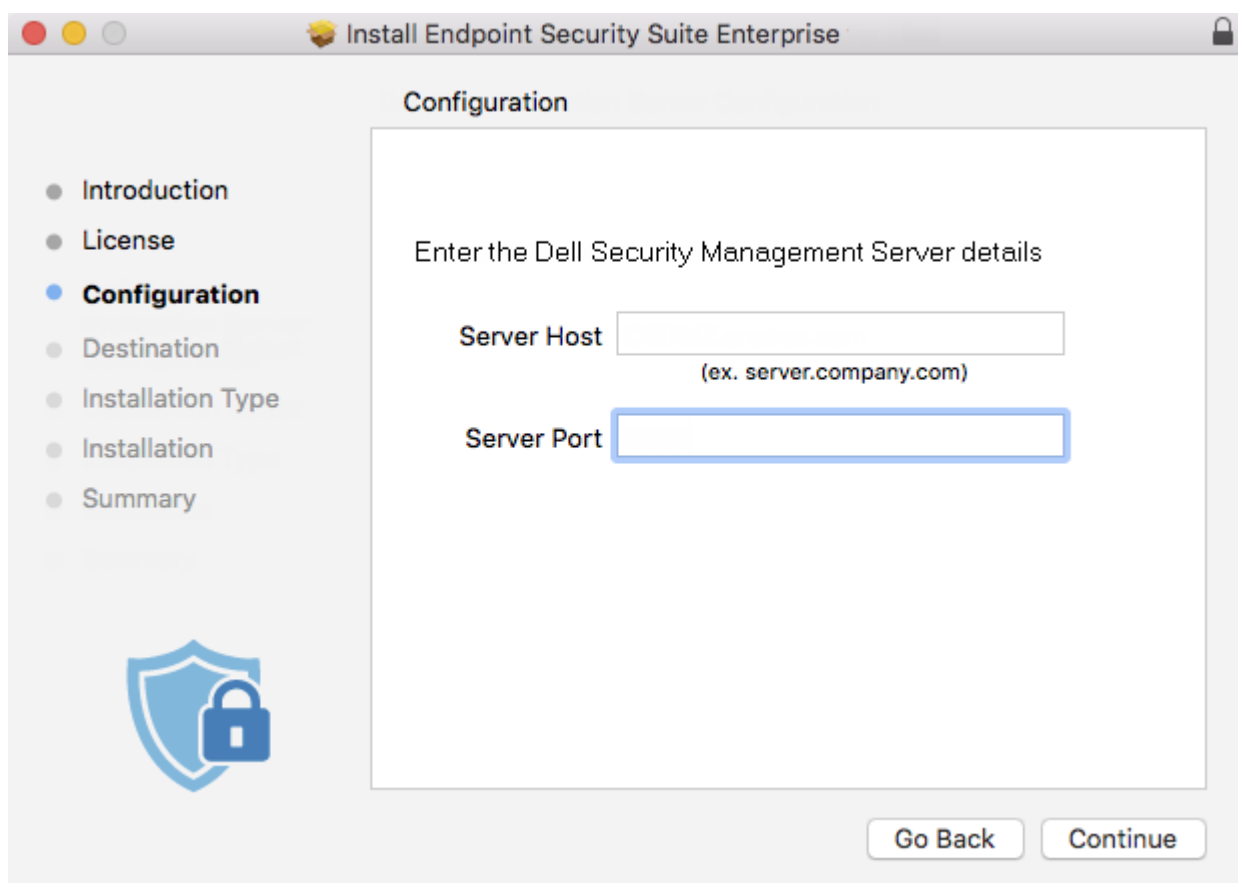 Install Endpoint Security Suite Enterprise
Configuration
Introduction
License
Configuration
Destination
Installation Type
Installation
Summary
Enter the Dell Security Management Server details
Server Host
(ex. server.company.com)
Server Port
Go Back
Continue